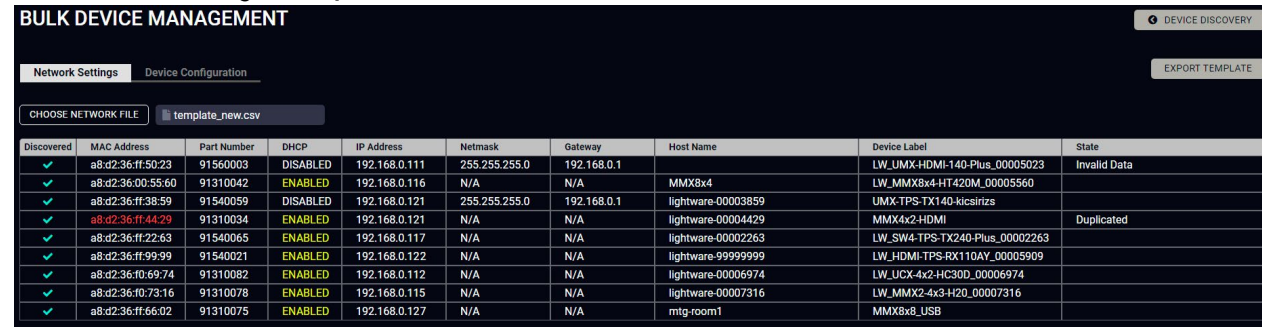 BULK DEVICE MANAGEMENT
DEVICE DISCOVERY
Network Settings Device Configuration
EXPORT TEMPLATE
CHOOSE NETWORK FILE template_new.csv
Discovered MAC Address Part Number DHCP IP Address Netmask Gateway Host Name Device Label State
a8:d2:36:ff:50:23 91560003 DISABLED 192.168.0.111 255.255.255.0 192.168.0.1 LW_UMX-HDMI-140-Plus_00005023 Invalid Data
a8:d2:36:00:55:60 91310042 ENABLED 192.168.0.116 N/A N/A MMX8x4 LW_MMX8x4-HT420M_00005560
a8:d2:36:ff:38:59 91540059 DISABLED 192.168.0.121 255.255.255.0 192.168.0.1 lightware-00003859 UMX-TPS-TX140-kicsirizs
a8:d2:36:ff:44:29 91310034 ENABLED 192.168.0.121 N/A N/A lightware-00004429 MMX4x2-HDMI Duplicated
a8:d2:36:ff:22:63 91540065 ENABLED 192.168.0.117 N/A N/A lightware-00002263 LW_SW4-TPS-TX240-Plus_00002263
a8:d2:36:ff:99:99 91540021 ENABLED 192.168.0.122 N/A N/A lightware-99999999 LW_HDMI-TPS-RX110AY_00005909
a8:d2:36:f0:69:74 91310082 ENABLED 192.168.0.112 N/A N/A lightware-00006974 LW_UCX-4x2-HC30D_00006974
a8:d2:36:f0:73:16 91310078 ENABLED 192.168.0.115 N/A N/A lightware-00007316 LW_MMX2-4x3-H20_00007316
a8:d2:36:ff:66:02 91310075 ENABLED 192.168.0.127 N/A N/A mtg-room1 MMX8x8_USB